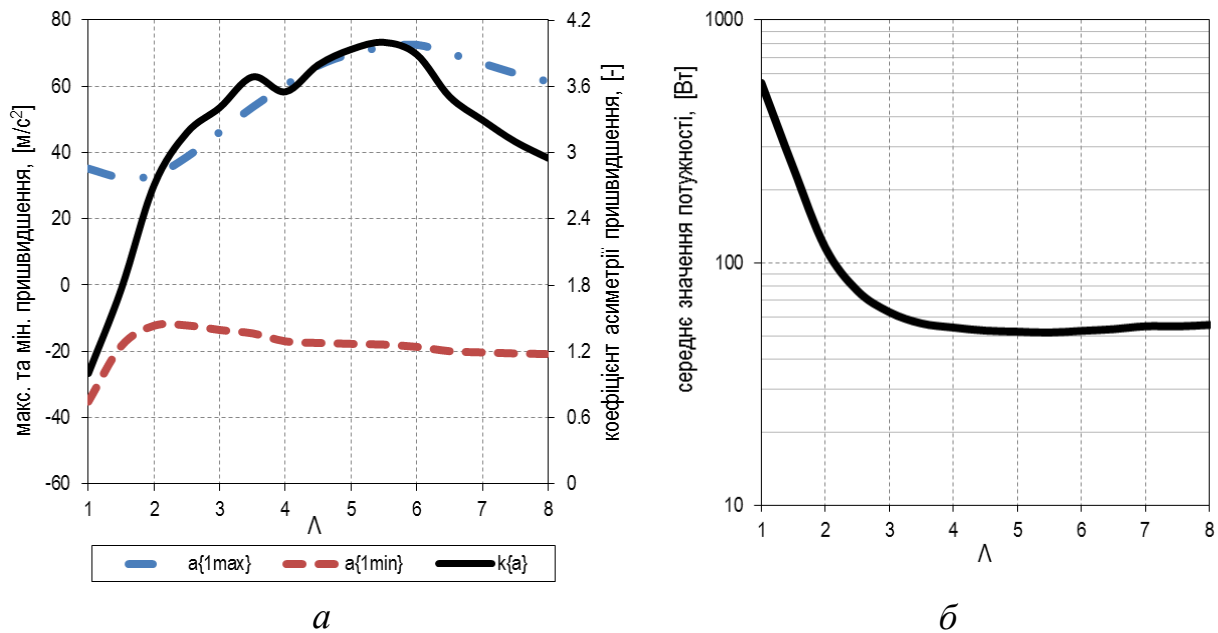 макс. та мін. пришвидшення, [м/с²]
80
60
40
20
0
-20
-40
-60
4.2
3.6
3
2.4
1.8
1.2
0.6
0
коефіцієнт асиметрії пришвидшення, [-]
1 2 3 4 5 6 7 8
Λ
a{1max} a{1min} k{a}
а
середнє значення потужності, [Вт]
1000
100
10
1 2 3 4 5 6 7 8
Λ
б